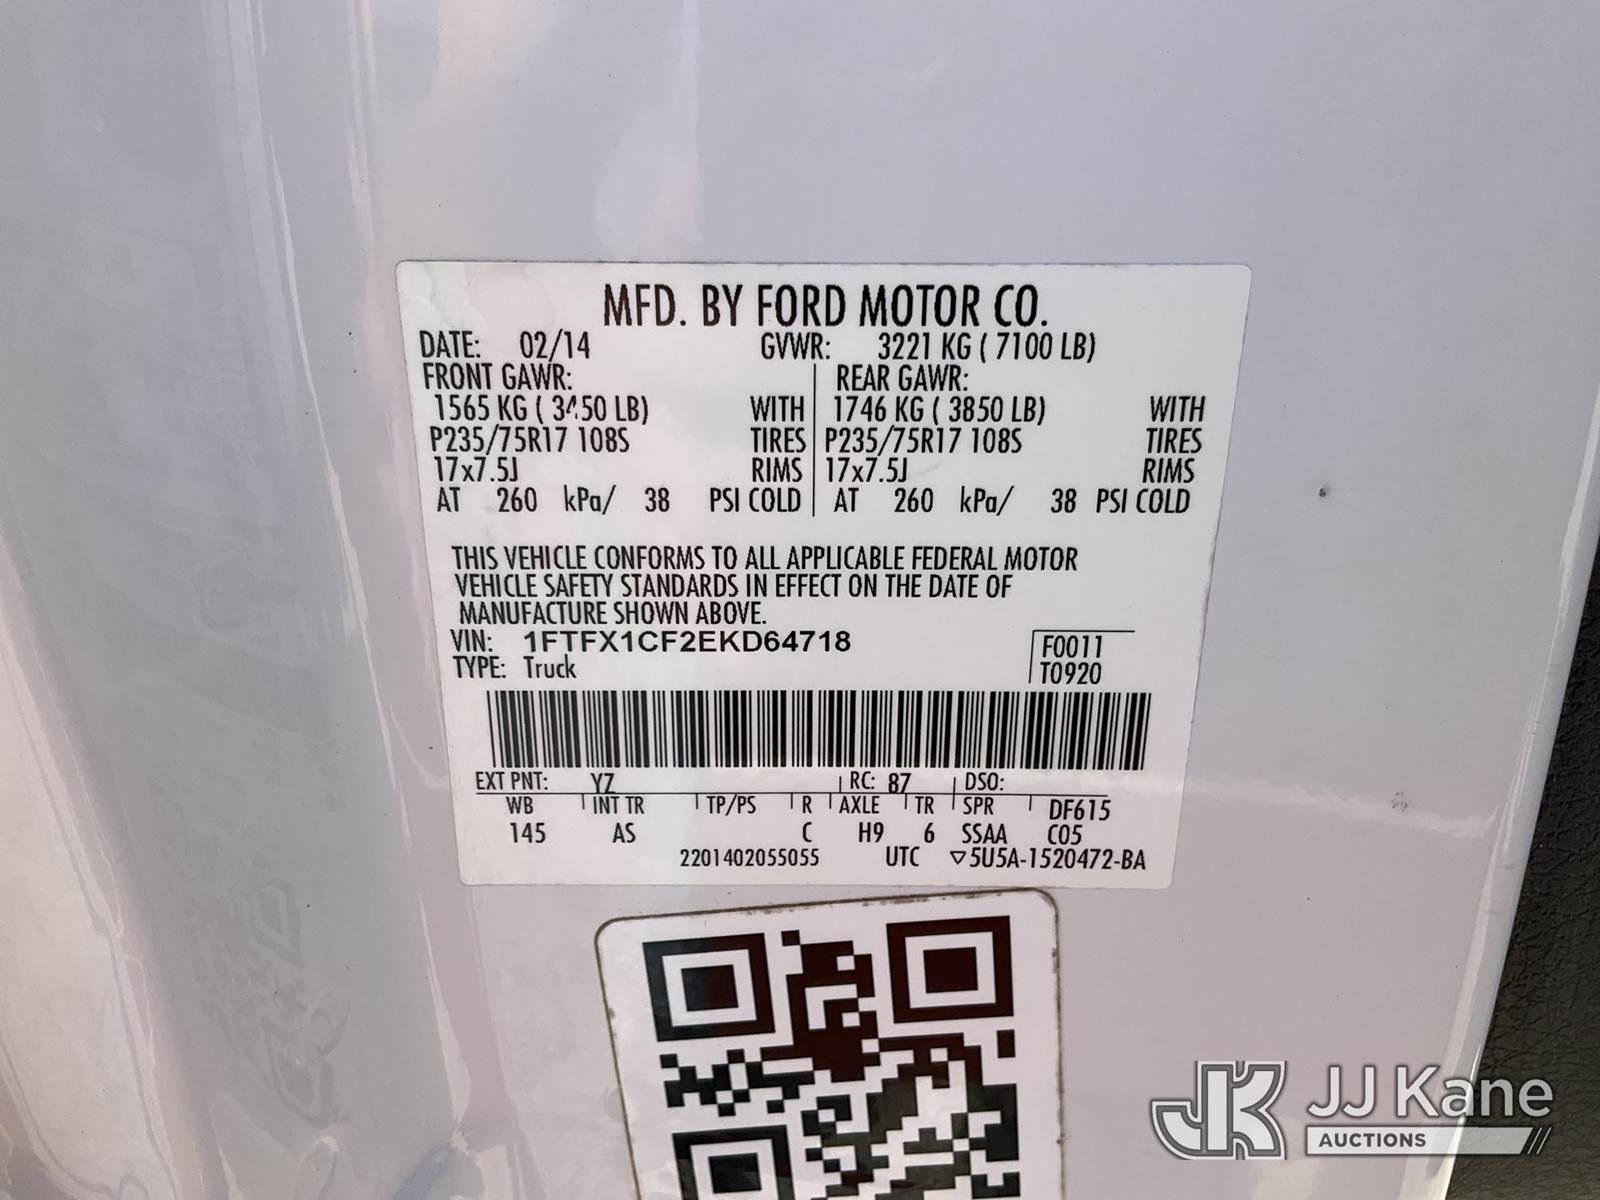 MFD. BY FORD MOTOR CO.
DATE: 02/14 GVWR: 3221 KG ( 7100 LB)
FRONT GAWR: REAR GAWR:
1565 KG ( 3450 LB) WITH 1746 KG ( 3850 LB) WITH
P235/75R17 108S TIRES P235/75R17 108S TIRES
17x7.5J RIMS 17x7.5J RIMS
AT 260 kPa/ 38 PSI COLD AT 260 kPa/ 38 PSI COLD
THIS VEHICLE CONFORMS TO ALL APPLICABLE FEDERAL MOTOR
VEHICLE SAFETY STANDARDS IN EFFECT ON THE DATE OF
MANUFACTURE SHOWN ABOVE.
VIN: 1FTFX1CF2EKD64718 F0011
TYPE: Truck T0920
EXT PNT: YZ RC: 87 DSO:
WB INT TR TP/PS R AXLE TR SPR DF615
145 AS C H9 6 SSAA C05
2201402055055 UTC ▽5U5A-1520472-BA
JK JJ Kane
AUCTIONS